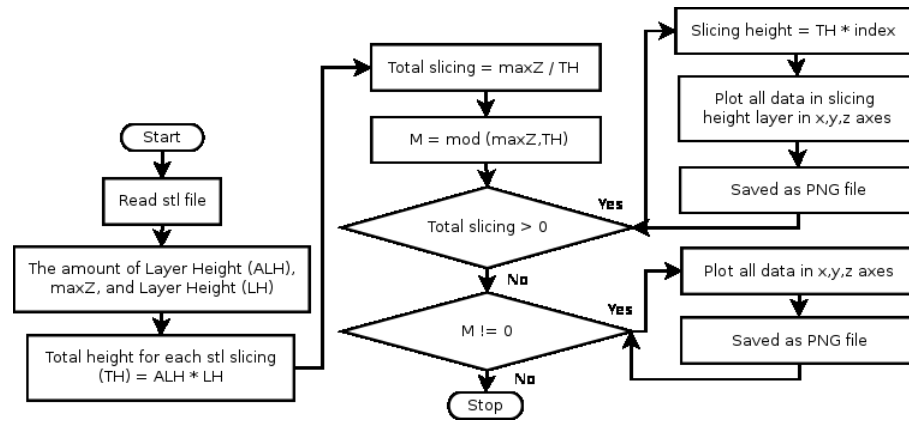 Start
Read stl file
The amount of Layer Height (ALH),
maxZ, and Layer Height (LH)
Total height for each stl slicing
(TH) = ALH * LH
Total slicing = maxZ / TH
M = mod (maxZ,TH)
Total slicing > 0
Yes
No
Slicing height = TH * index
Plot all data in slicing
height layer in x,y,z axes
Saved as PNG file
M != 0
Yes
No
Plot all data in x,y,z axes
Saved as PNG file
Stop